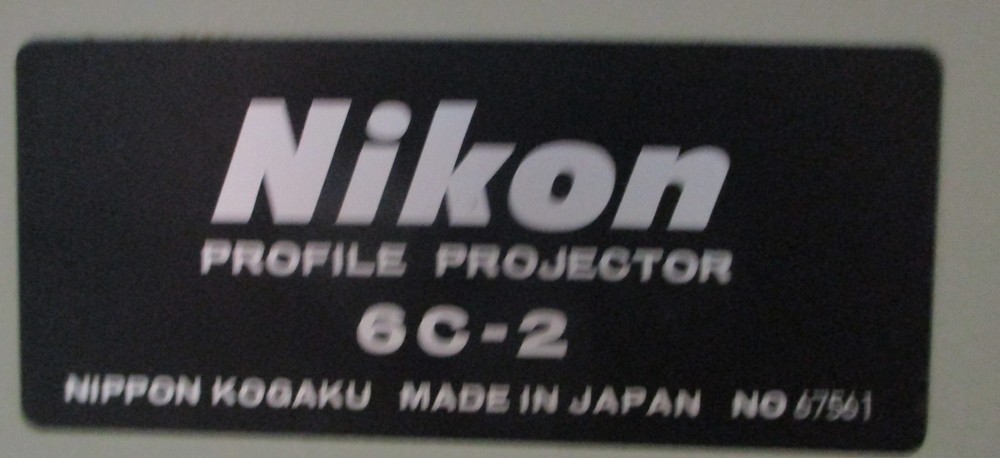 Nikon
PROFILE PROJECTOR
6C-2
NIPPON KOGAKU MADE IN JAPAN NO 67561